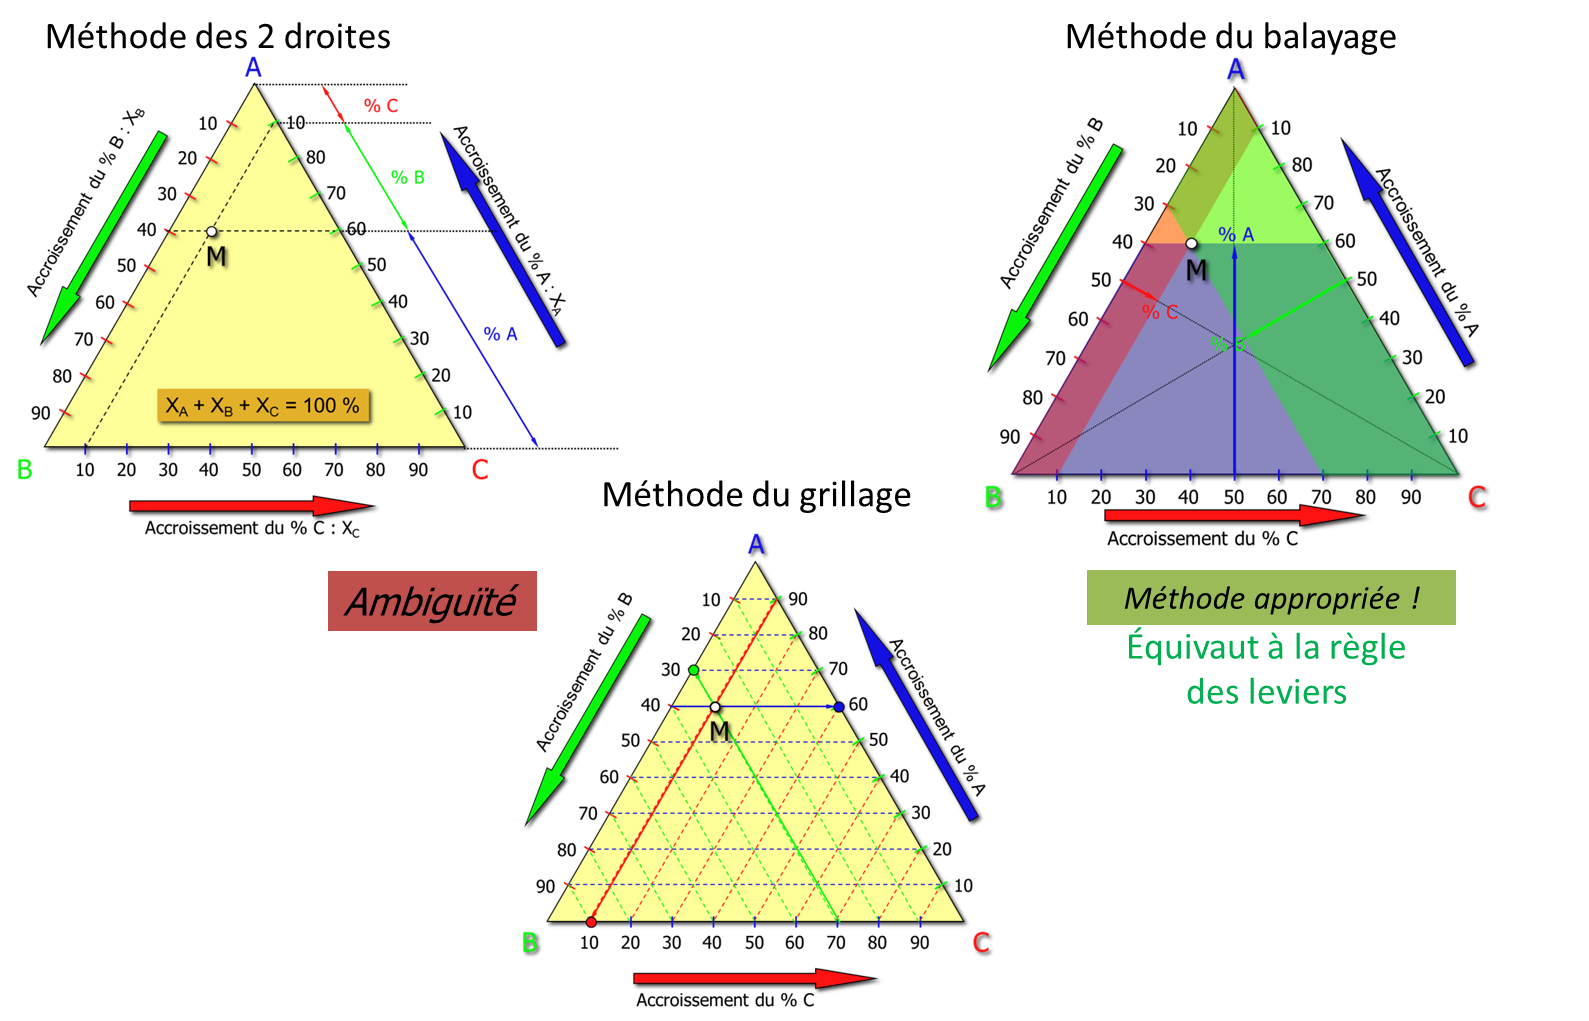 Méthode des 2 droites
A
% C
10
10
20
80
30
% B
70
40
60
M
50
50
60
40
% A
70
30
80
20
X_A + X_B + X_C = 100 %
90
10
B
10 20 30 40 50 60 70 80 90
C
Accroissement du % B : X_B
Accroissement du % A : X_A
Accroissement du % C : X_C
Ambiguïté
Méthode du balayage
A
10
10
20
80
30
70
40
% A
60
M
50
50
% C
60
40
70
30
80
20
90
10
B
10 20 30 40 50 60 70 80 90
C
Accroissement du % B
Accroissement du % A
Accroissement du % C
Méthode appropriée !
Équivaut à la règle
des leviers
Méthode du grillage
A
10
90
20
80
30
70
40
60
M
50
50
60
40
70
30
80
20
90
10
B
10 20 30 40 50 60 70 80 90
C
Accroissement du % B
Accroissement du % A
Accroissement du % C